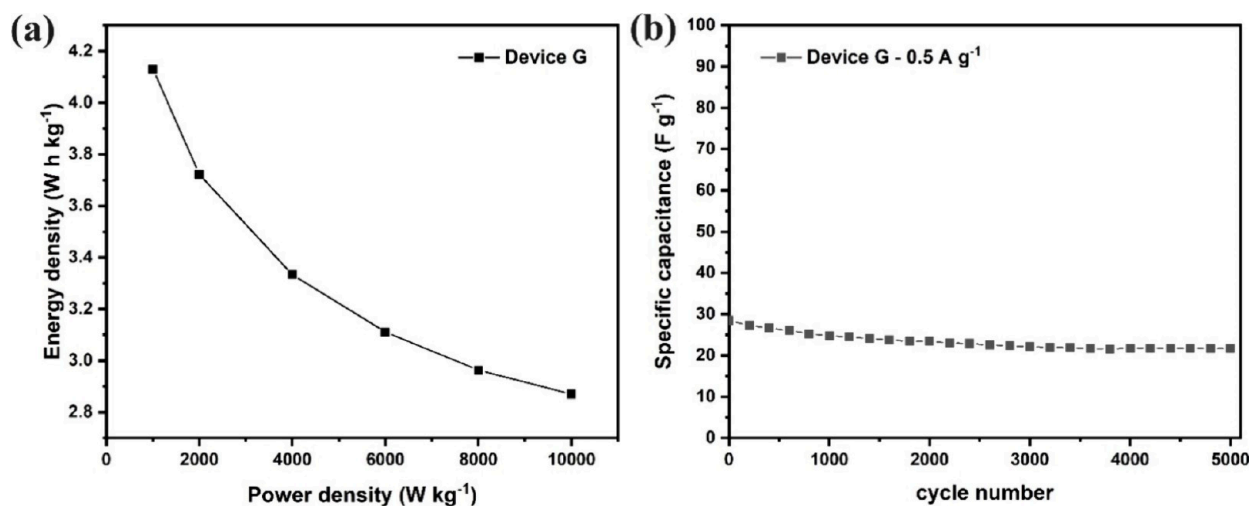 (a)
Device G
Energy density (W h kg⁻¹)
4.2
4.0
3.8
3.6
3.4
3.2
3.0
2.8
0 2000 4000 6000 8000 10000
Power density (W kg⁻¹)
(b)
Device G - 0.5 A g⁻¹
Specific capacitance (F g⁻¹)
100
90
80
70
60
50
40
30
20
10
0
0 1000 2000 3000 4000 5000
cycle number